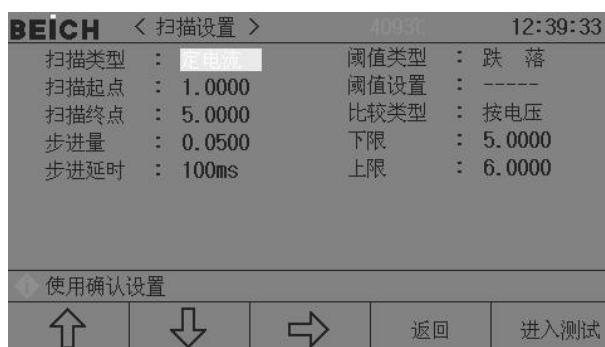 BEICH < 扫描设置 > 4093C 12:39:33
扫描类型 : 定电流 阈值类型 : 跌 落
扫描起点 : 1.0000 阈值设置 : -----
扫描终点 : 5.0000 比较类型 : 按电压
步进量 : 0.0500 下限 : 5.0000
步进延时 : 100ms 上限 : 6.0000
使用确认设置
返回 进入测试